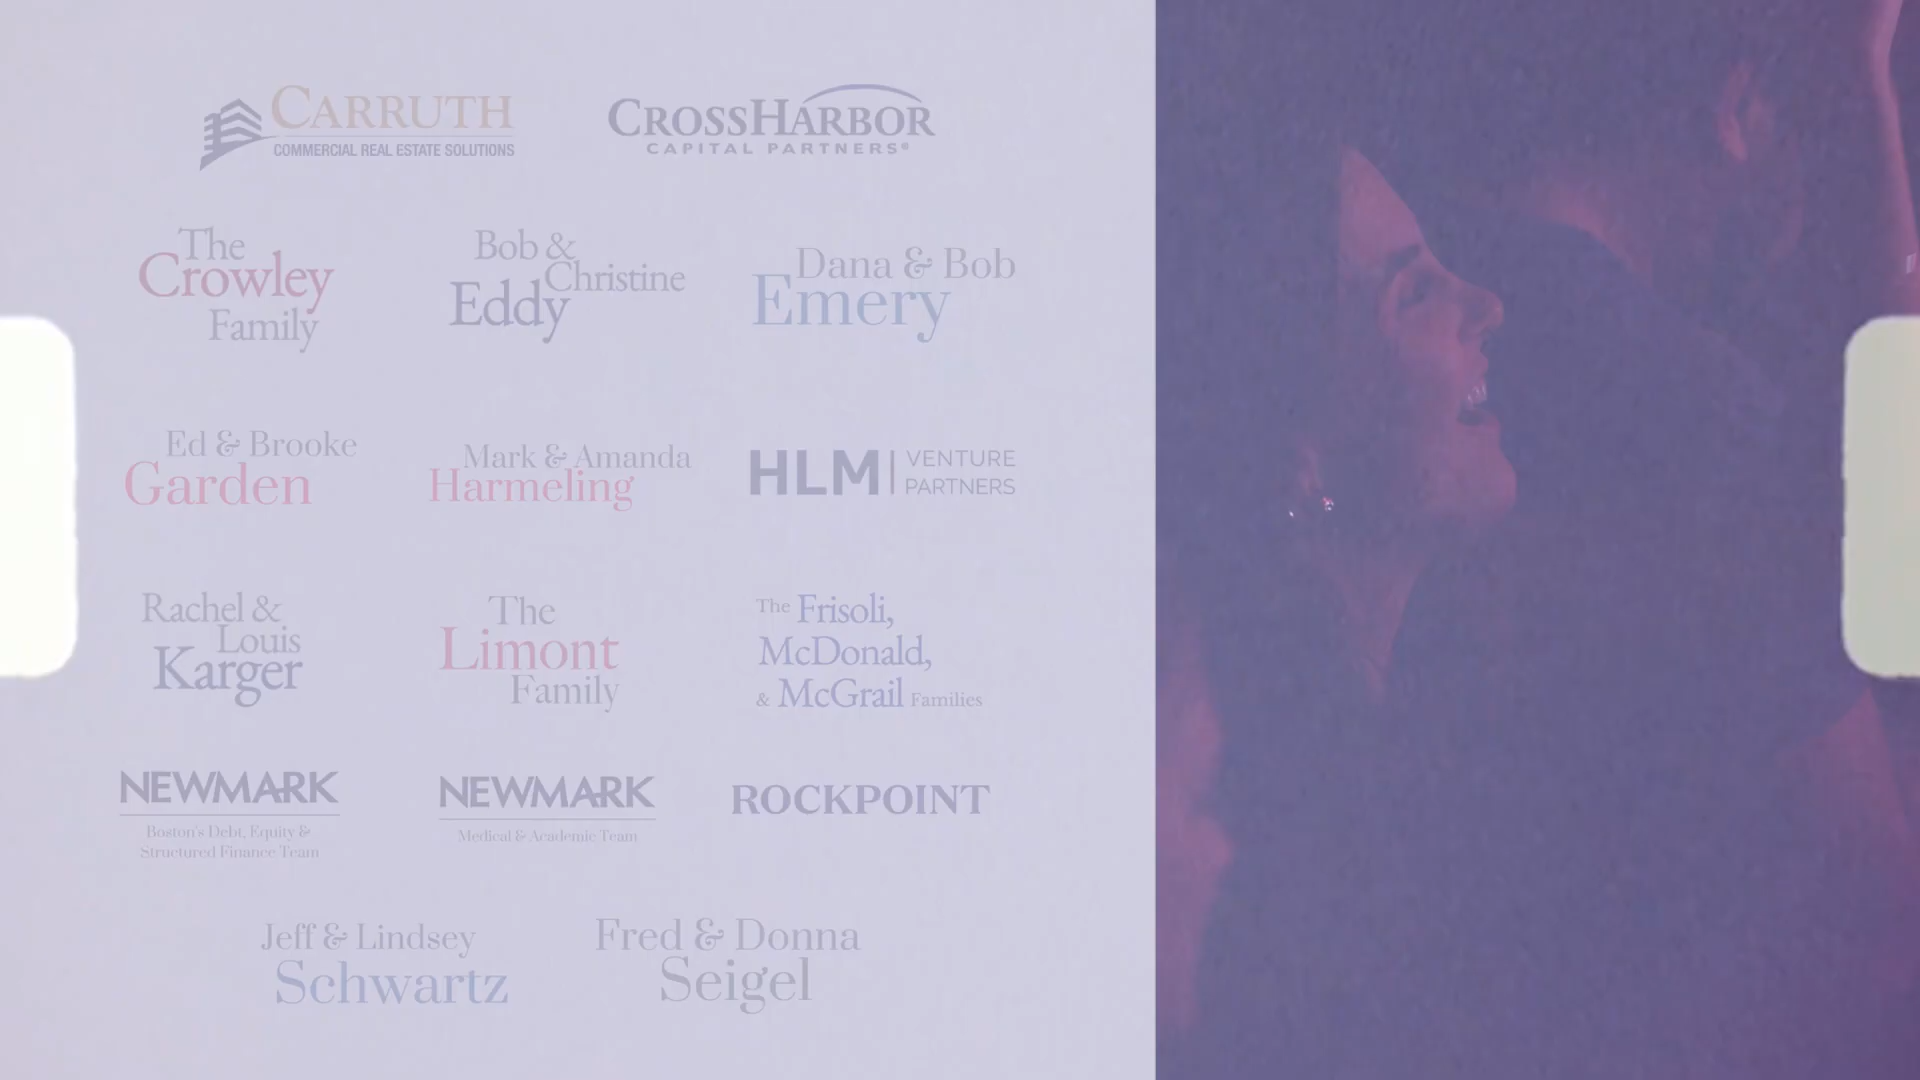 CARRUTH
COMMERCIAL REAL ESTATE SOLUTIONS
CROSSHARBOR
CAPITAL PARTNERS®
The
Crowley
Family
Bob &
Christine
Eddy
Dana & Bob
Emery
Ed & Brooke
Garden
Mark & Amanda
Harmeling
HLM
VENTURE
PARTNERS
Rachel &
Louis
Karger
The
Limont
Family
The Frisoli,
McDonald,
& McGrail Families
NEWMARK
Boston's Debt, Equity &
Structured Finance Team
NEWMARK
Medical & Academic Team
ROCKPOINT
Jeff & Lindsey
Schwartz
Fred & Donna
Seigel